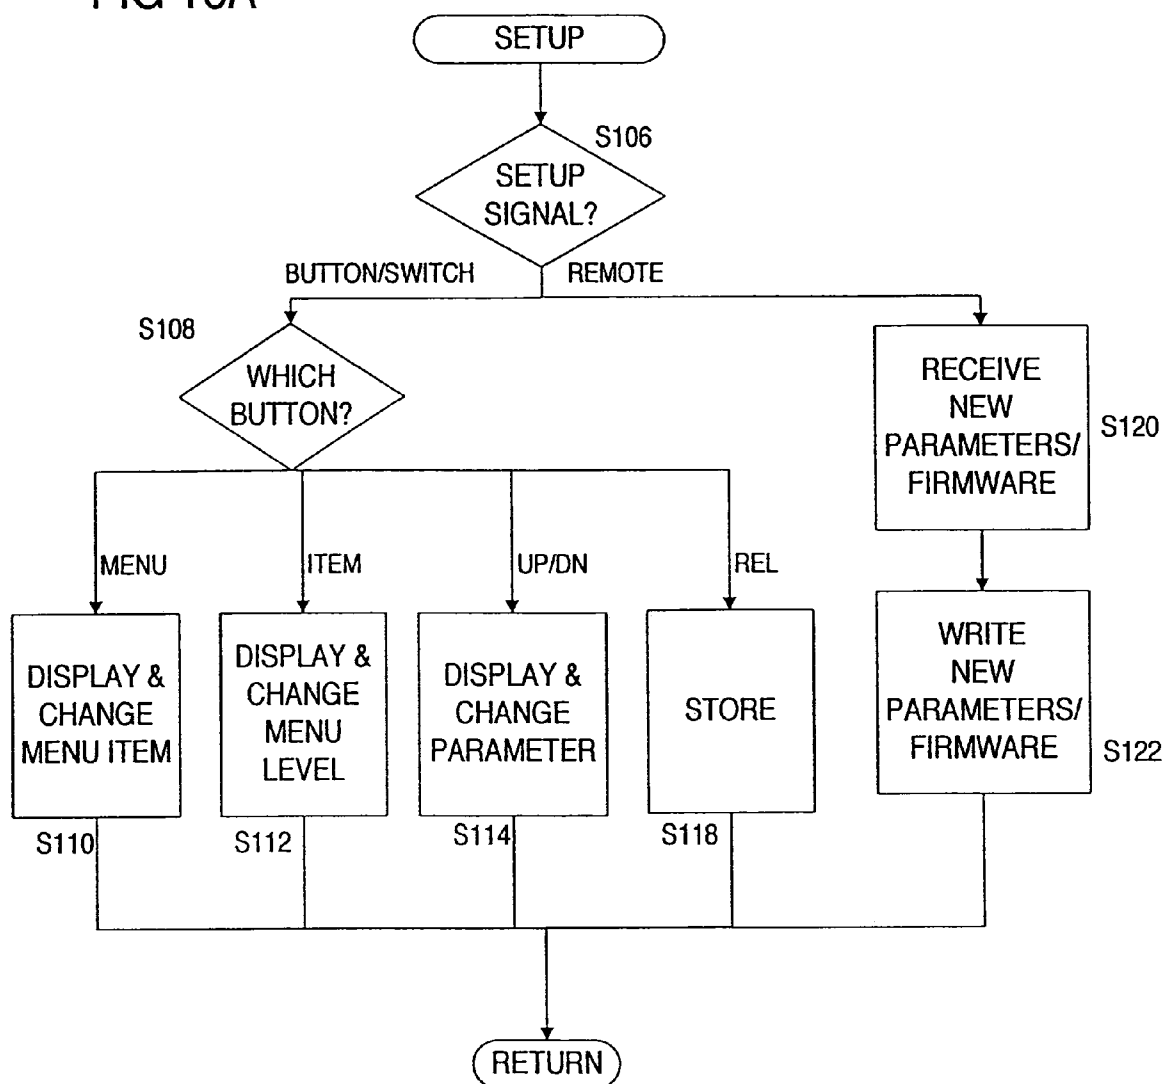 SETUP
S106
SETUP
SIGNAL?
BUTTON/SWITCH
REMOTE
S108
WHICH
BUTTON?
RECEIVE
NEW
PARAMETERS/
FIRMWARE
S120
MENU
ITEM
UP/DN
REL
DISPLAY &
CHANGE
MENU ITEM
DISPLAY &
CHANGE
MENU
LEVEL
DISPLAY &
CHANGE
PARAMETER
STORE
WRITE
NEW
PARAMETERS/
FIRMWARE
S122
S110
S112
S114
S118
RETURN